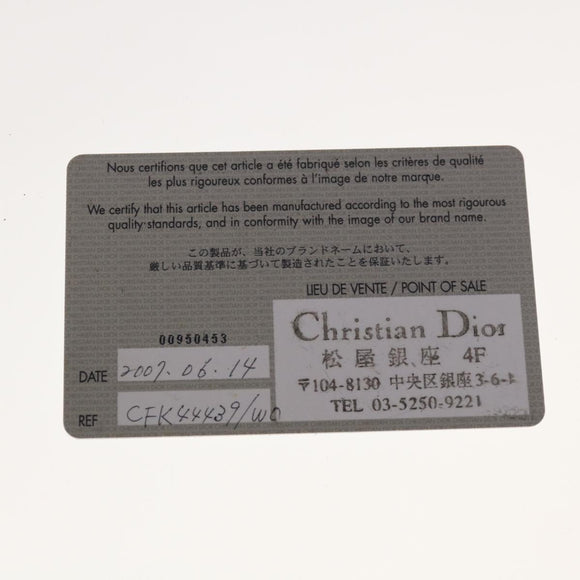 Nous certifions que cet article a été fabriqué selon les critères de qualité
les plus rigoureux conformes à l'image de notre marque.
We certify that this article has been manufactured according to the most rigourous
quality standards, and in conformity with the image of our brand name.
この製品が、当社のブランドネームにおいて、
厳しい品質基準に基づいて製造されたことを保証いたします。
LIEU DE VENTE / POINT OF SALE
Christian Dior
松屋銀座 4F
〒104-8130 中央区銀座3-6-1
TEL 03-5250-9221
00950453
DATE 2007.06.14
REF CFK44439/